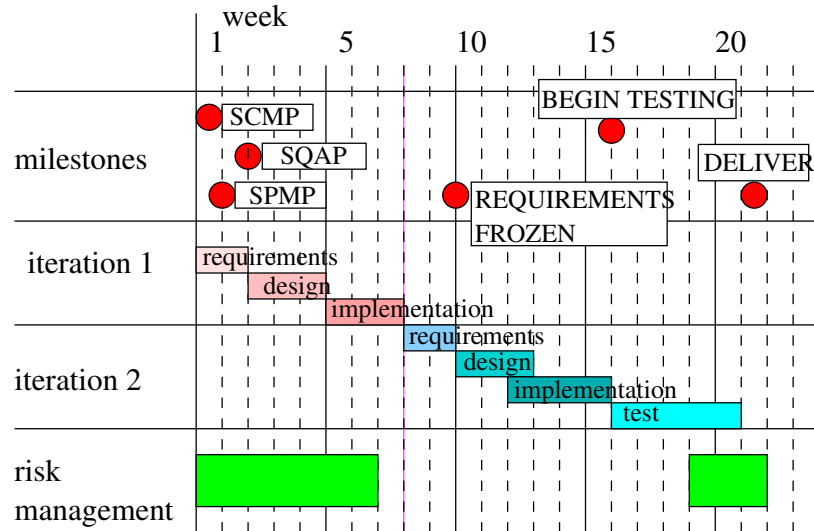 week
1 5 10 15 20
BEGIN TESTING
SCMP
milestones
SQAP
DELIVER
SPMP
REQUIREMENTS
FROZEN
iteration 1
requirements
design
implementation
requirements
iteration 2
design
implementation
test
risk
management